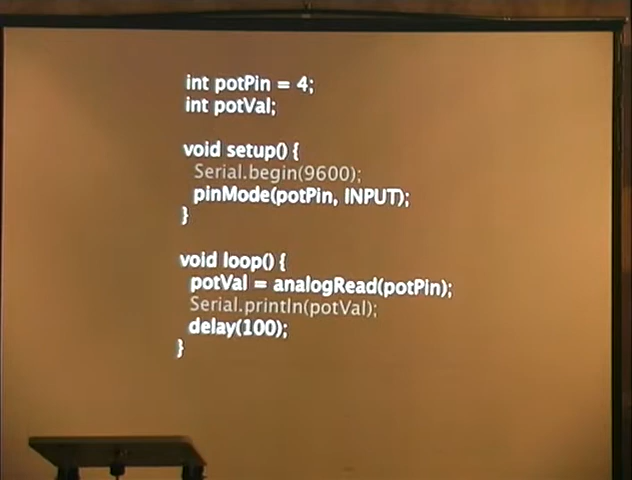 int potPin = 4;
int potVal;
void setup() {
Serial.begin(9600);
pinMode(potPin, INPUT);
}
void loop() {
potVal = analogRead(potPin);
Serial.println(potVal);
delay(100);
}